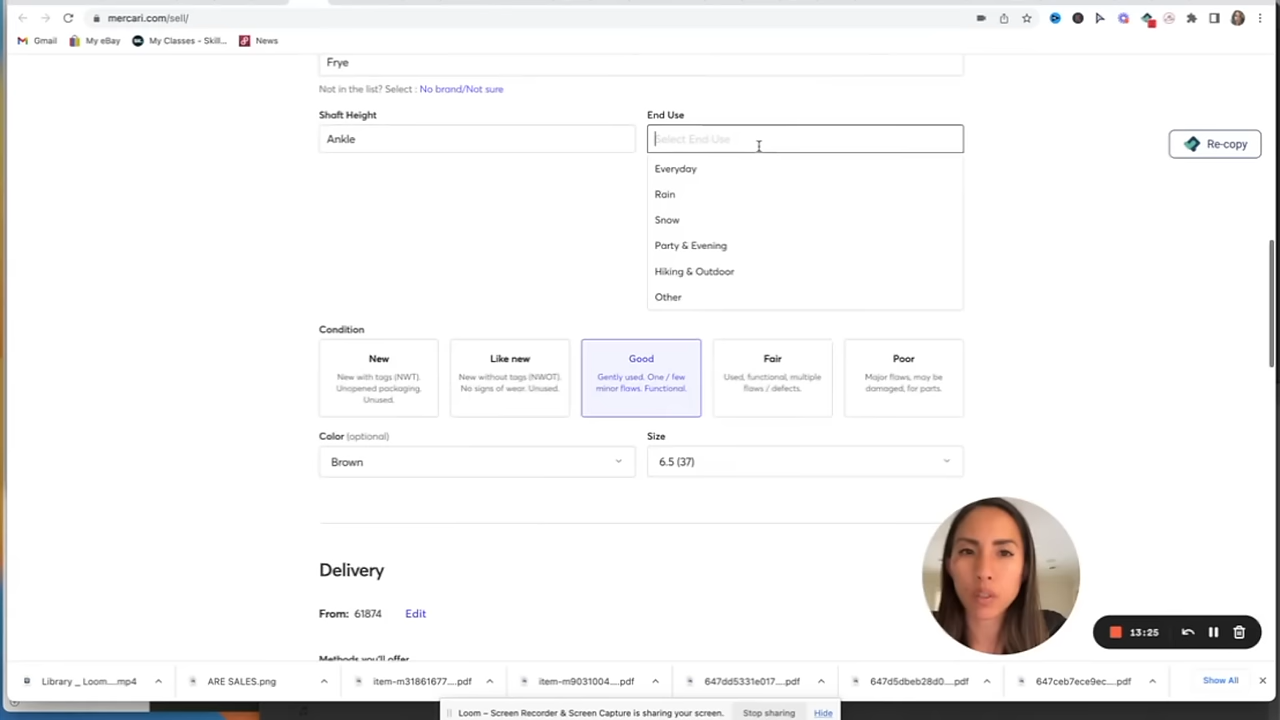 mercari.com/sell/
Gmail
My eBay
My Classes - Skill...
News
Frye
Not in the list? Select : No brand/Not sure
Shaft Height
End Use
Ankle
Select End Use
Re-copy
Everyday
Rain
Snow
Party & Evening
Hiking & Outdoor
Other
Condition
New
New with tags (NWT).
Unopened packaging.
Unused.
Like new
New without tags (NWOT).
No signs of wear. Unused.
Good
Gently used. One / few
minor flaws. Functional.
Fair
Used, functional, multiple
flaws / defects.
Poor
Major flaws, may be
damaged, for parts.
Color (optional)
Size
Brown
6.5 (37)
Delivery
From: 61874 Edit
Methods you'll offer
13:25
Library _ Loom....mp4
ARE SALES.png
item-m31861677....pdf
item-m9031004....pdf
647dd5331e017....pdf
647d5dbeb28d0....pdf
647ceb7ece9ec....pdf
Show All
Loom – Screen Recorder & Screen Capture is sharing your screen.
Stop sharing
Hide